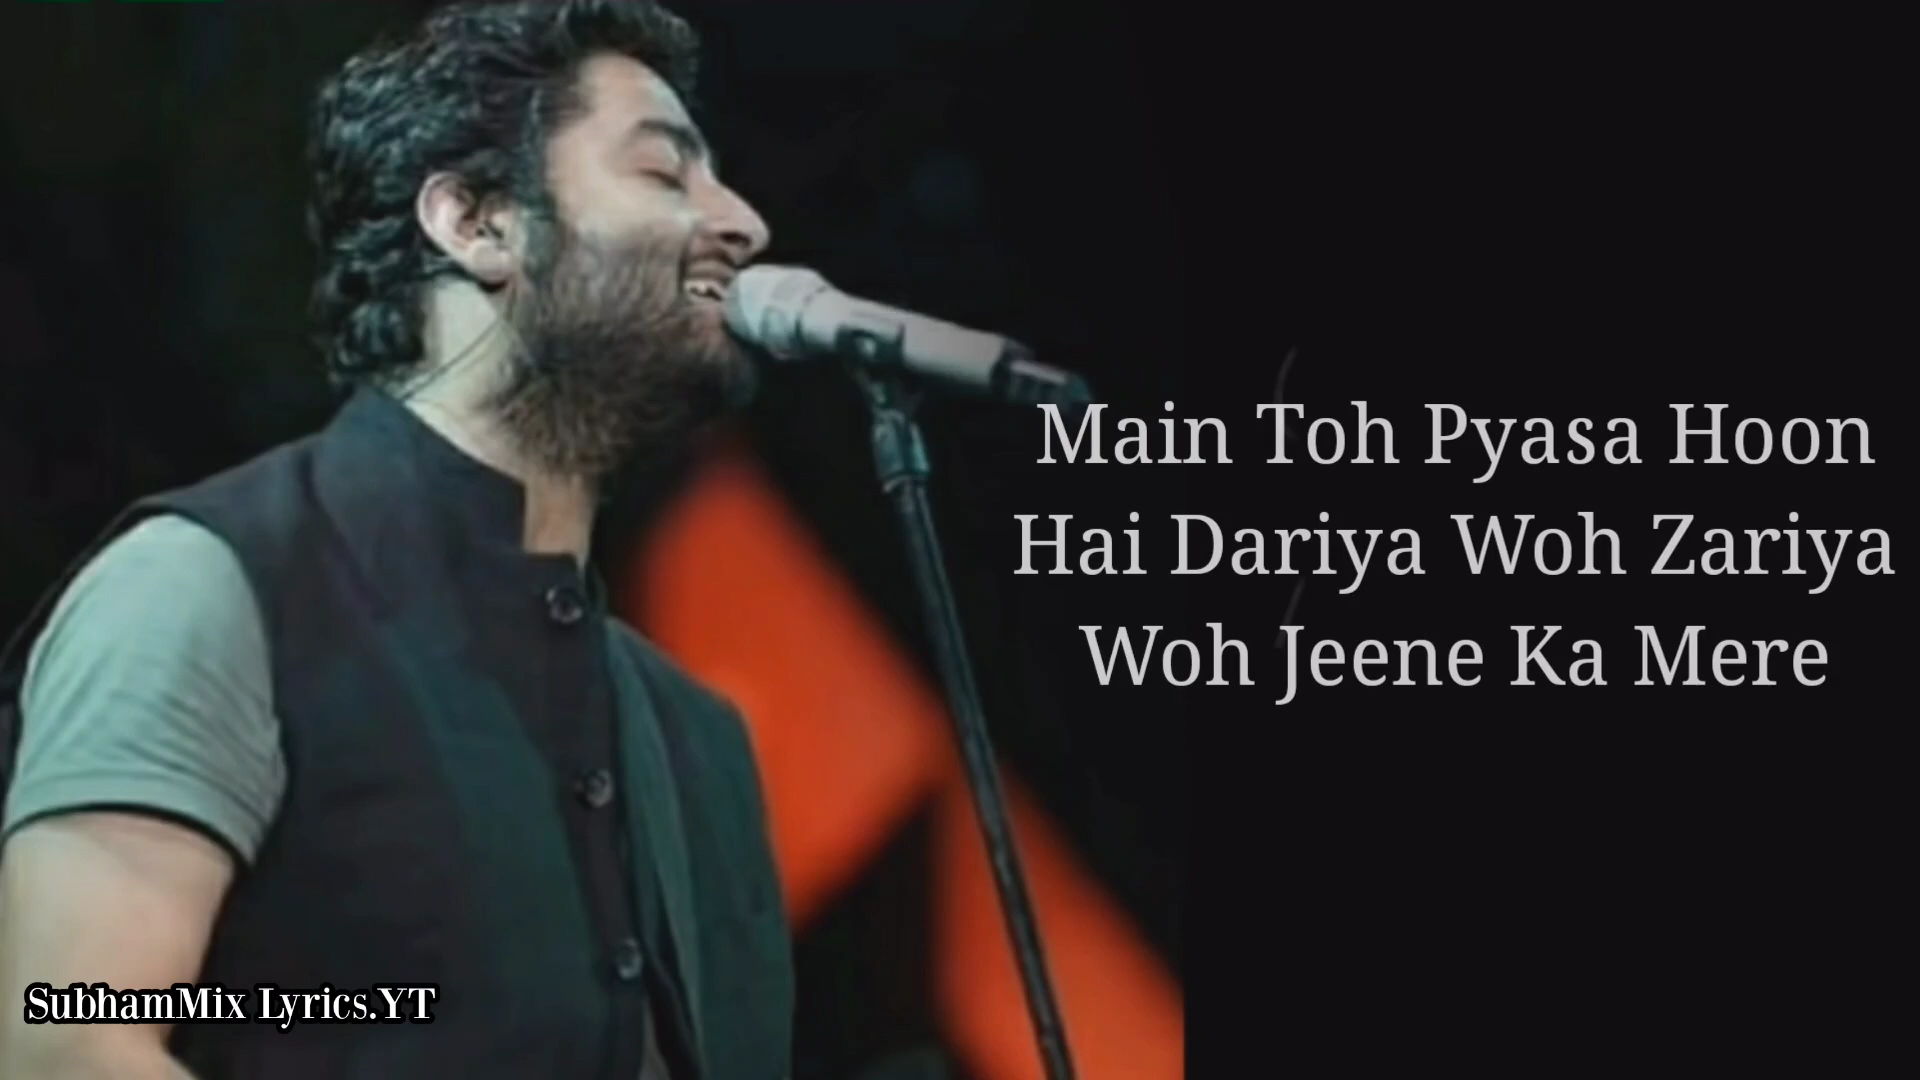 Main Toh Pyasa Hoon
Hai Dariya Woh Zariya
Woh Jeene Ka Mere
SubhamMix Lyrics.YT